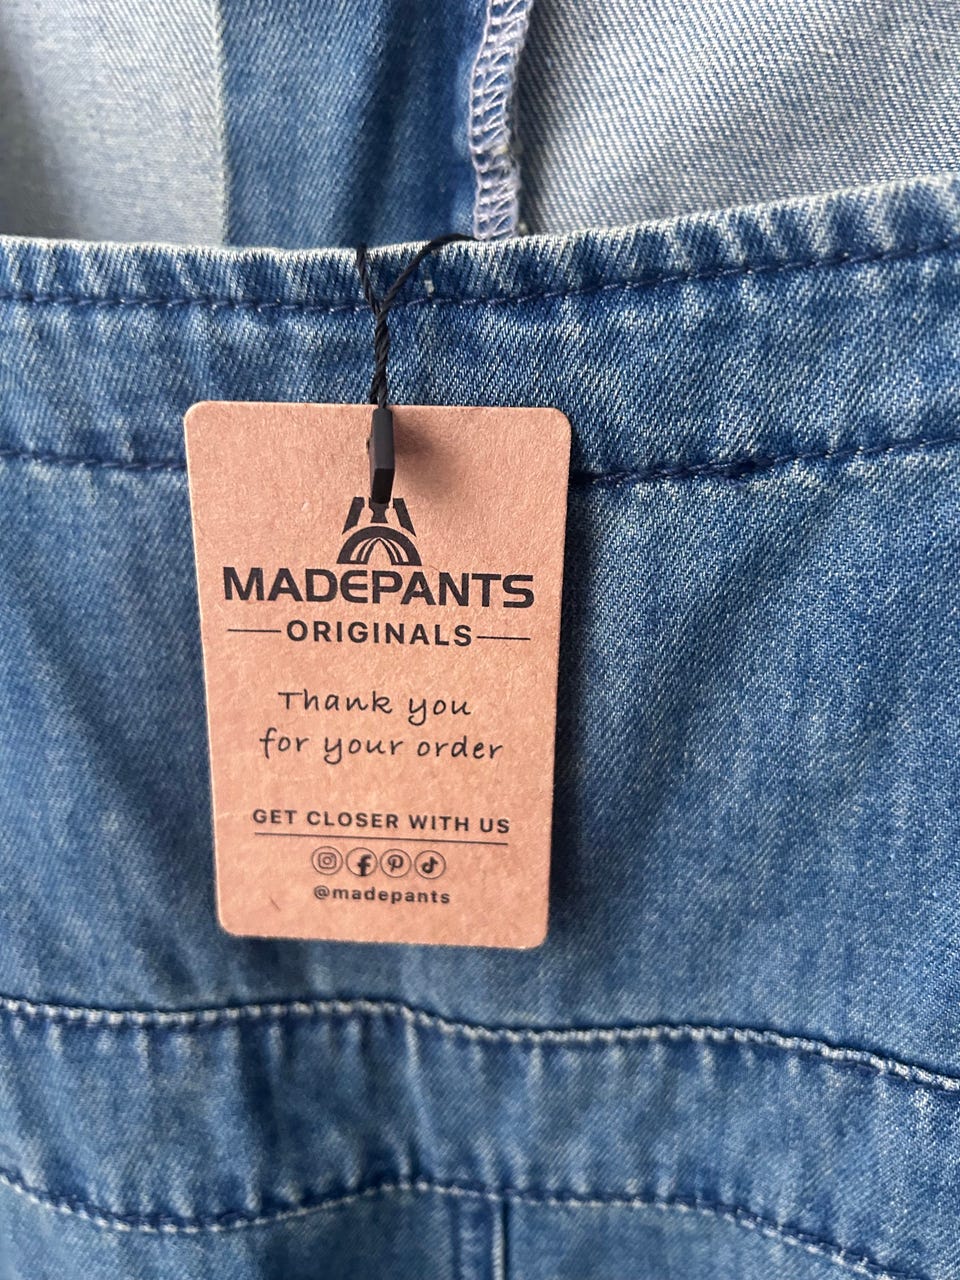 MADEPANTS
ORIGINALS
Thank you
for your order
GET CLOSER WITH US
@madepants